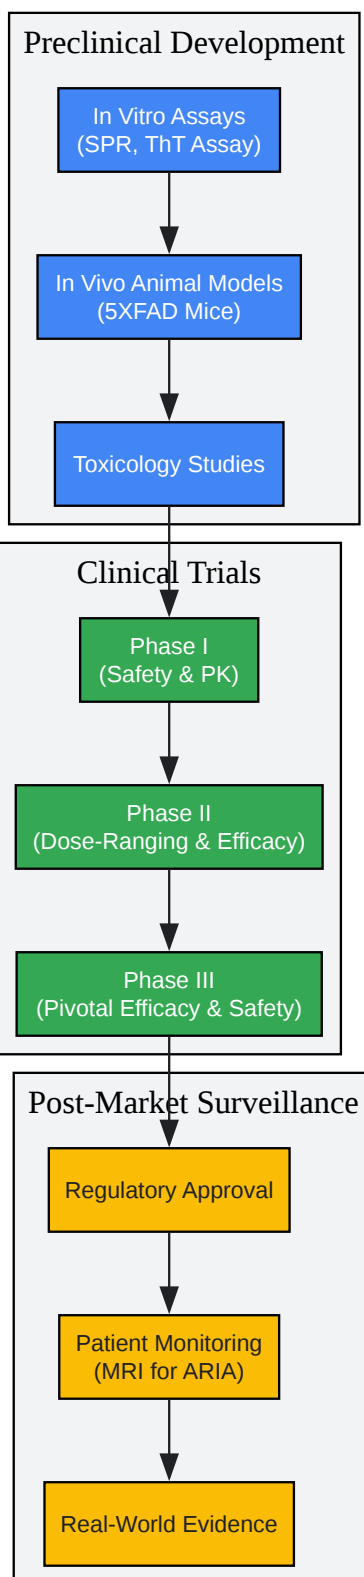 Preclinical Development
In Vitro Assays
(SPR, ThT Assay)
In Vivo Animal Models
(5XFAD Mice)
Toxicology Studies
Clinical Trials
Phase I
(Safety & PK)
Phase II
(Dose-Ranging & Efficacy)
Phase III
(Pivotal Efficacy & Safety)
Post-Market Surveillance
Regulatory Approval
Patient Monitoring
(MRI for ARIA)
Real-World Evidence